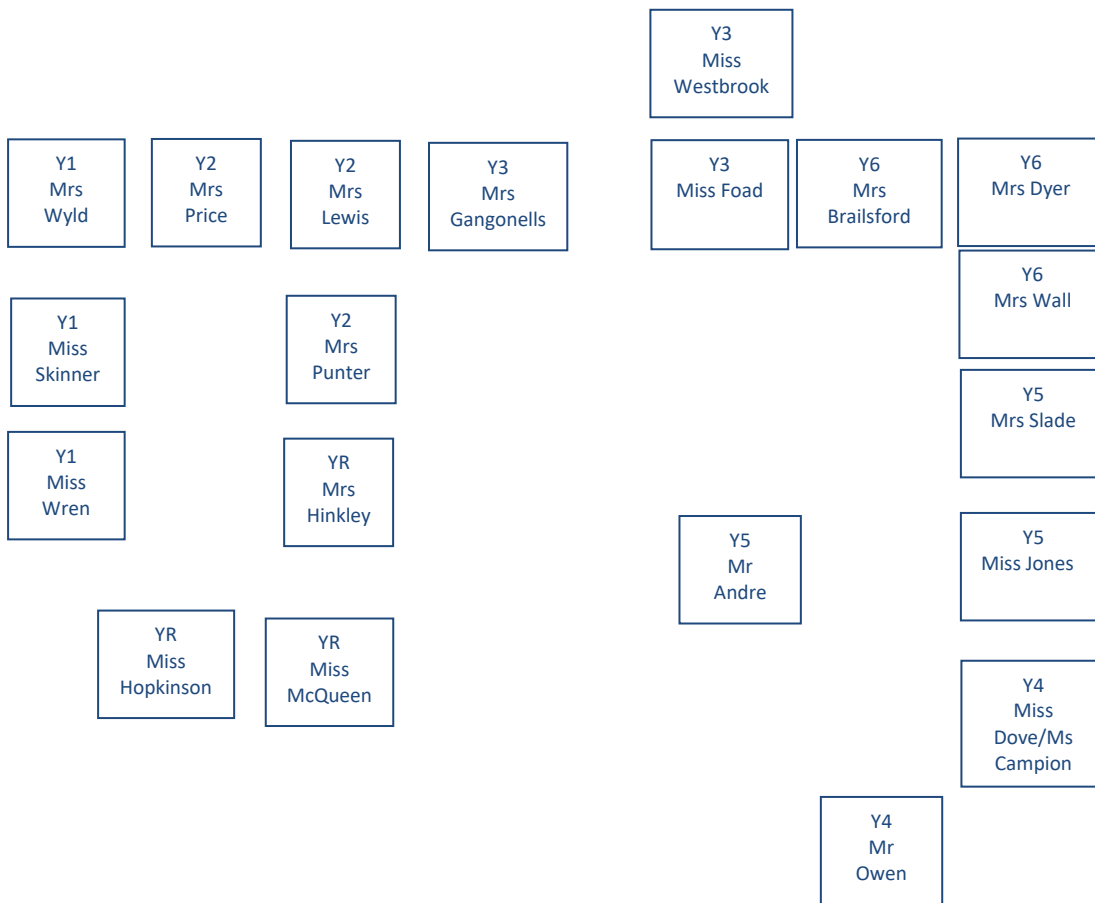 Y3
Miss
Westbrook
Y1
Mrs
Wyld
Y2
Mrs
Price
Y2
Mrs
Lewis
Y3
Mrs
Gangonells
Y3
Miss Foad
Y6
Mrs
Brailsford
Y6
Mrs Dyer
Y6
Mrs Wall
Y1
Miss
Skinner
Y2
Mrs
Punter
Y5
Mrs Slade
Y1
Miss
Wren
YR
Mrs
Hinkley
Y5
Mr
Andre
Y5
Miss Jones
YR
Miss
Hopkinson
YR
Miss
McQueen
Y4
Miss
Dove/Ms
Campion
Y4
Mr
Owen